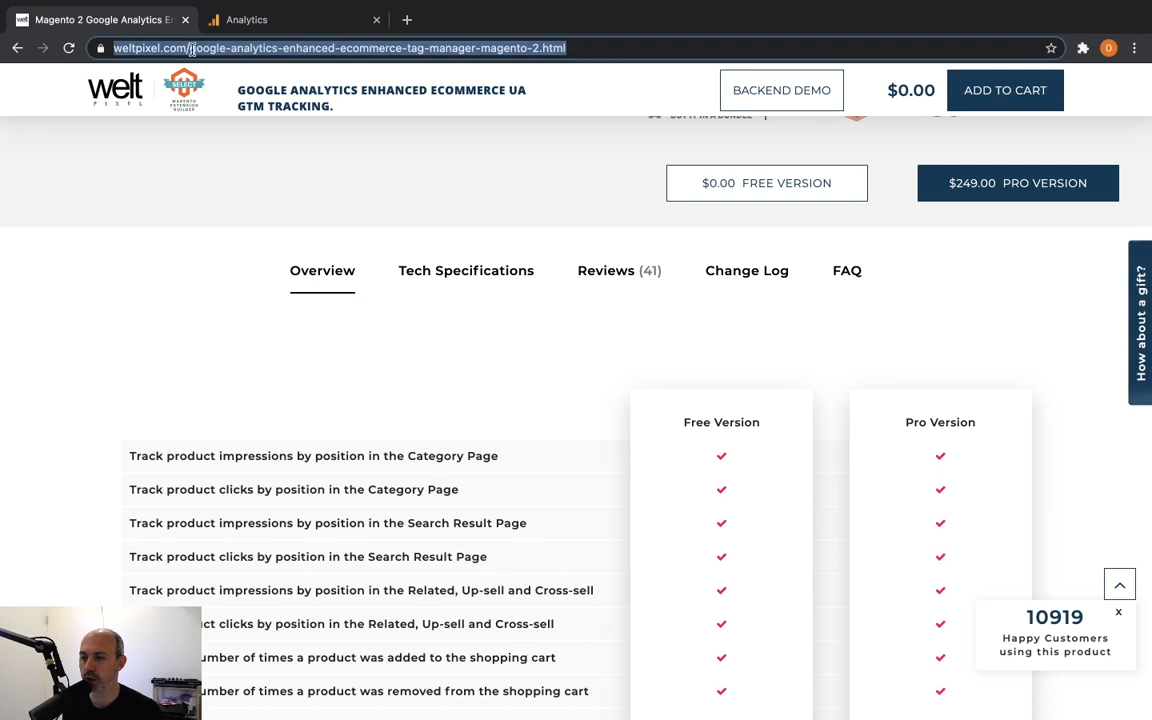 welt Magento 2 Google Analytics En
Analytics
weltpixel.com/google-analytics-enhanced-ecommerce-tag-manager-magento-2.html
O
welt
PIXEL
SELECT
MAGENTO
EXTENSION
BUILDER
GOOGLE ANALYTICS ENHANCED ECOMMERCE UA
GTM TRACKING.
BACKEND DEMO
$0.00
ADD TO CART
$0.00 FREE VERSION
$249.00 PRO VERSION
Overview
Tech Specifications
Reviews (41)
Change Log
FAQ
How about a gift?
Free Version
Pro Version
Track product impressions by position in the Category Page
Track product clicks by position in the Category Page
Track product impressions by position in the Search Result Page
Track product clicks by position in the Search Result Page
Track product impressions by position in the Related, Up-sell and Cross-sell
ct clicks by position in the Related, Up-sell and Cross-sell
umber of times a product was added to the shopping cart
umber of times a product was removed from the shopping cart
x
10919
Happy Customers
using this product